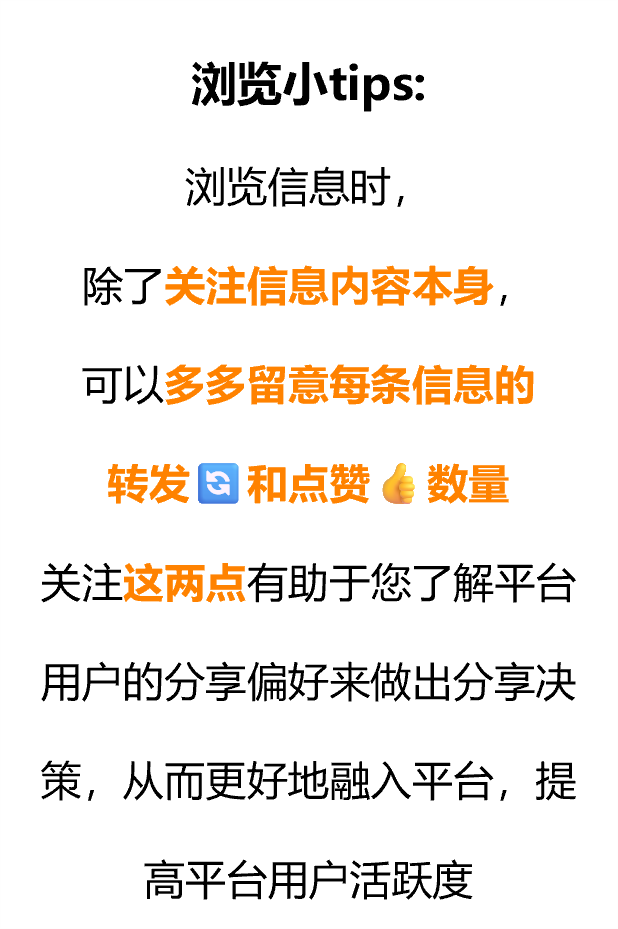 浏览小tips:
浏览信息时，
除了关注信息内容本身，
可以多多留意每条信息的
转发🔄和点赞👍数量
关注这两点有助于您了解平台
用户的分享偏好来做出分享决
策，从而更好地融入平台，提
高平台用户活跃度